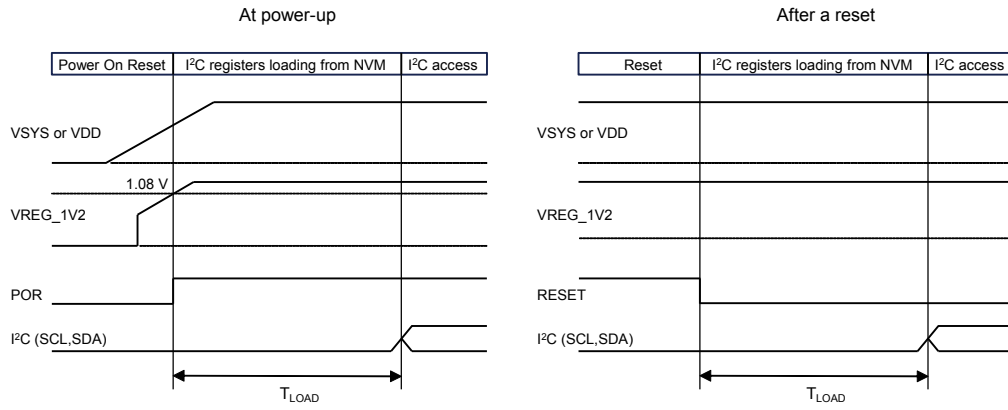 At power-up
After a reset
Power On Reset I²C registers loading from NVM I²C access
Reset I²C registers loading from NVM I²C access
VSYS or VDD
VSYS or VDD
1.08 V
VREG_1V2
VREG_1V2
POR
RESET
I²C (SCL,SDA)
I²C (SCL,SDA)
TLOAD
TLOAD